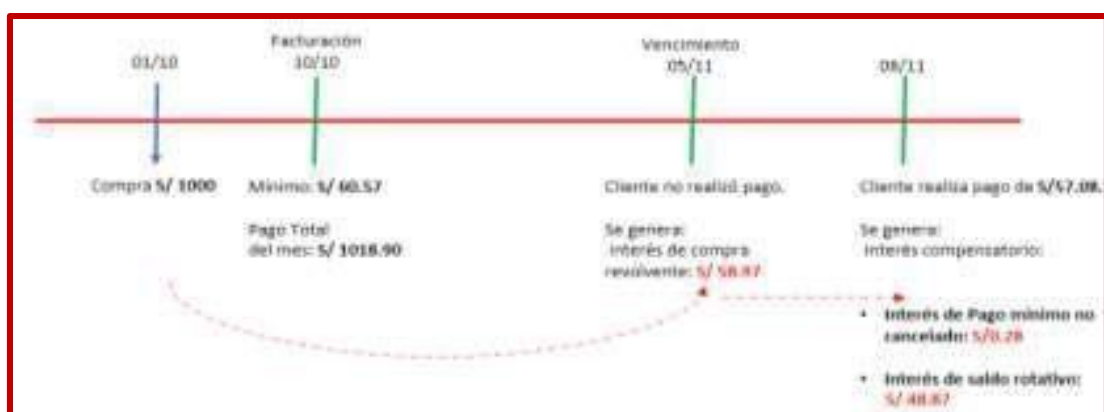 Facturación
01/10
10/10
Vencimiento
05/11
08/11
Compra S/ 1000
Mínimo: S/ 60.57
Pago Total
del mes: S/ 1018.90
Cliente no realizó pago.
Se genera:
Interés de compra
revolvente: S/
Cliente realiza pago de S/57.08.
Se genera:
Interés compensatorio:
• Interés de Pago mínimo no
cancelado: S/0.28
• Interés de saldo rotativo:
S/ 48.87